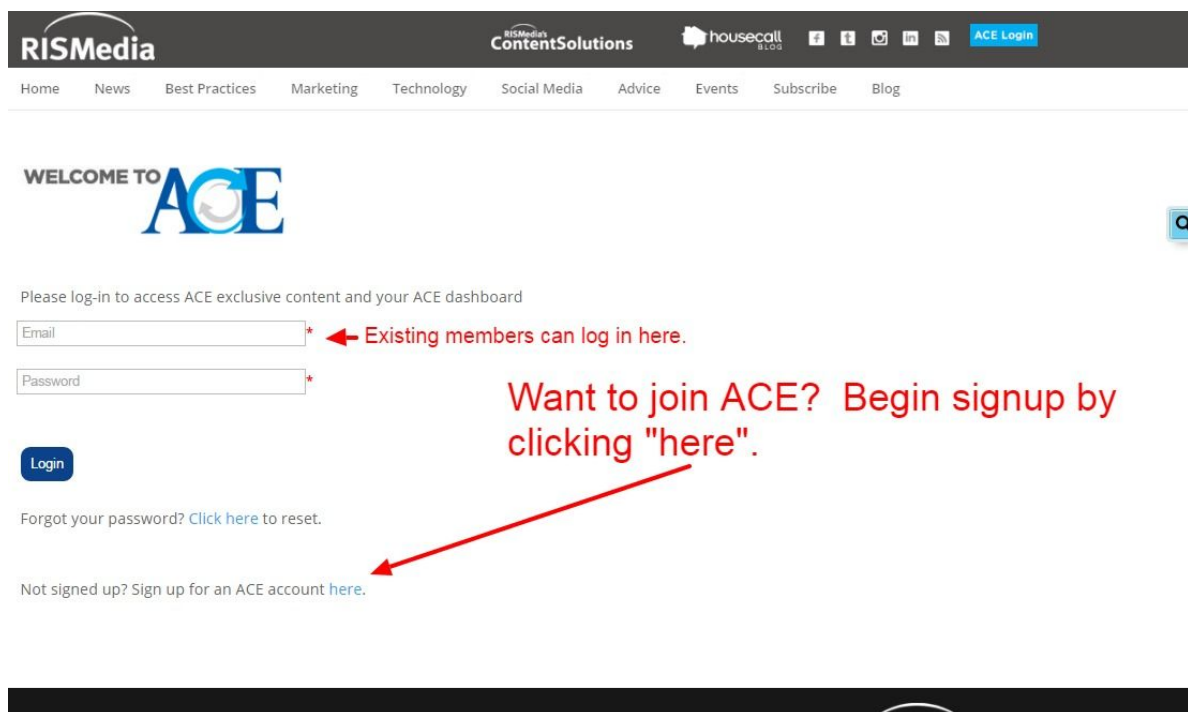 RISMedia
RISMedia's
ContentSolutions
housecall
BLOG
f t in
ACE Login
Home News Best Practices Marketing Technology Social Media Advice Events Subscribe Blog
WELCOME TO ACE
Please log-in to access ACE exclusive content and your ACE dashboard
Email *
Existing members can log in here.
Password *
Want to join ACE? Begin signup by
clicking "here".
Login
Forgot your password? Click here to reset.
Not signed up? Sign up for an ACE account here.